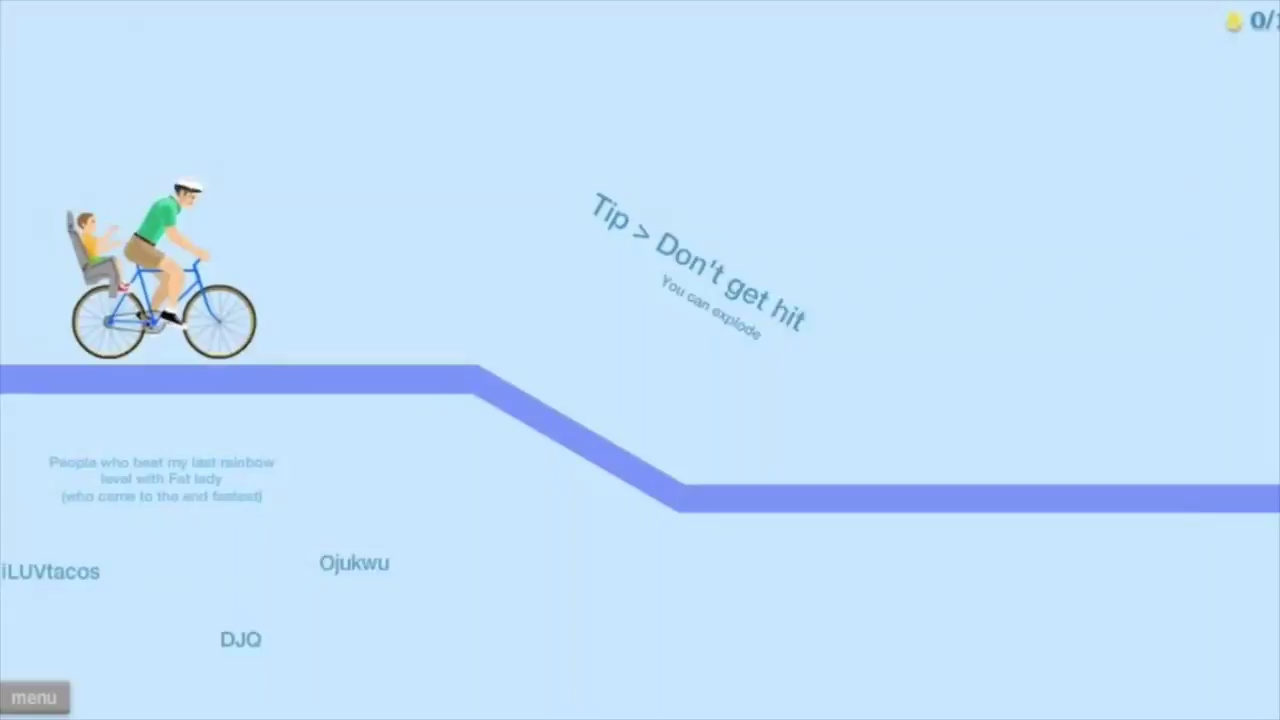 0/
Tip > Don't get hit
You can explode
People who beat my last rainbow
level with Fat lady
(who came to the end fastest)
iLUVtacos
Ojukwu
DJQ
menu